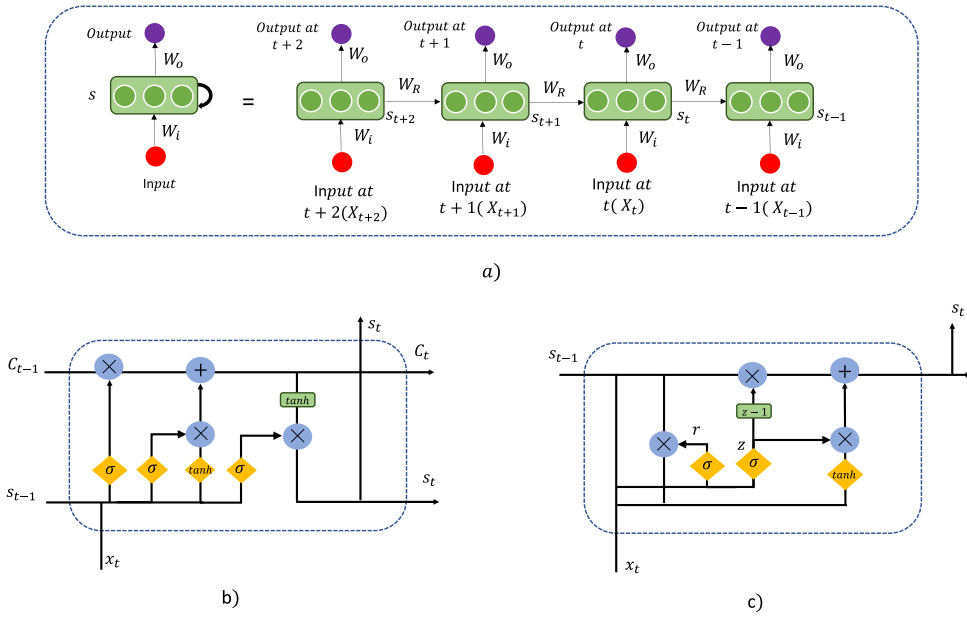 Output
Output at
t + 2
Output at
t + 1
Output at
t
Output at
t − 1
W_o
W_o
W_o
W_o
W_o
s
=
W_R
W_R
W_R
s_{t+2}
s_{t+1}
s_t
s_{t−1}
W_i
W_i
W_i
W_i
W_i
Input
Input at
t + 2(X_{t+2})
Input at
t + 1( X_{t+1})
Input at
t( X_t)
Input at
t − 1( X_{t−1})
a)
s_t
C_{t−1}
×
+
C_t
tanh
×
×
σ
σ
tanh
σ
s_{t−1}
s_t
x_t
b)
s_t
s_{t−1}
×
+
z − 1
r
z
×
×
σ
σ
tanh
x_t
c)